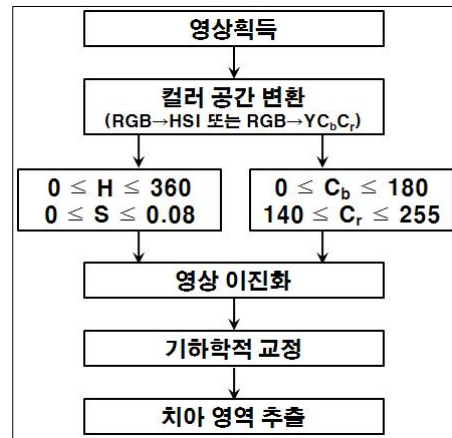 영상획득
컬러 공간 변환
(RGB→HSI 또는 RGB→YCbCr)
0 ≤ H ≤ 360
0 ≤ S ≤ 0.08
0 ≤ Cb ≤ 180
140 ≤ Cr ≤ 255
영상 이진화
기하학적 교정
치아 영역 추출